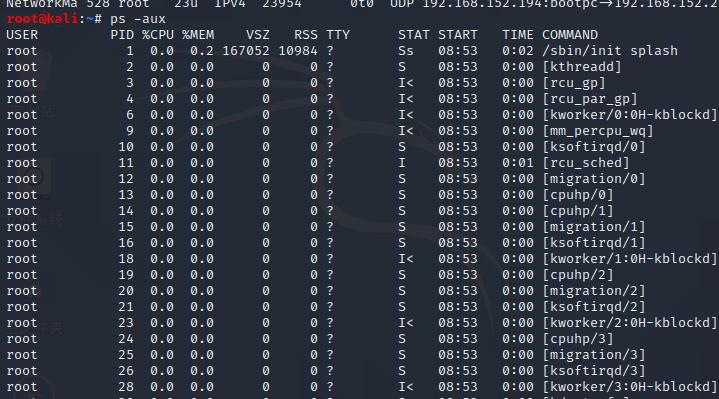 NetworkMa 528 root   23u  IPv4  23954      0t0  UDP 192.168.152.194:bootpc→192.168.152.2
root@kali:~# ps -aux
USER         PID %CPU %MEM    VSZ   RSS TTY      STAT START   TIME COMMAND
root           1  0.0  0.2 167052 10984 ?        Ss   08:53   0:02 /sbin/init splash
root           2  0.0  0.0      0     0 ?        S    08:53   0:00 [kthreadd]
root           3  0.0  0.0      0     0 ?        I<   08:53   0:00 [rcu_gp]
root           4  0.0  0.0      0     0 ?        I<   08:53   0:00 [rcu_par_gp]
root           6  0.0  0.0      0     0 ?        I<   08:53   0:00 [kworker/0:0H-kblockd]
root           9  0.0  0.0      0     0 ?        I<   08:53   0:00 [mm_percpu_wq]
root          10  0.0  0.0      0     0 ?        S    08:53   0:00 [ksoftirqd/0]
root          11  0.0  0.0      0     0 ?        I    08:53   0:01 [rcu_sched]
root          12  0.0  0.0      0     0 ?        S    08:53   0:00 [migration/0]
root          13  0.0  0.0      0     0 ?        S    08:53   0:00 [cpuhp/0]
root          14  0.0  0.0      0     0 ?        S    08:53   0:00 [cpuhp/1]
root          15  0.0  0.0      0     0 ?        S    08:53   0:00 [migration/1]
root          16  0.0  0.0      0     0 ?        S    08:53   0:00 [ksoftirqd/1]
root          18  0.0  0.0      0     0 ?        I<   08:53   0:00 [kworker/1:0H-kblockd]
root          19  0.0  0.0      0     0 ?        S    08:53   0:00 [cpuhp/2]
root          20  0.0  0.0      0     0 ?        S    08:53   0:00 [migration/2]
root          21  0.0  0.0      0     0 ?        S    08:53   0:00 [ksoftirqd/2]
root          23  0.0  0.0      0     0 ?        I<   08:53   0:00 [kworker/2:0H-kblockd]
root          24  0.0  0.0      0     0 ?        S    08:53   0:00 [cpuhp/3]
root          25  0.0  0.0      0     0 ?        S    08:53   0:00 [migration/3]
root          26  0.0  0.0      0     0 ?        S    08:53   0:00 [ksoftirqd/3]
root          28  0.0  0.0      0     0 ?        I<   08:53   0:00 [kworker/3:0H-kblockd]